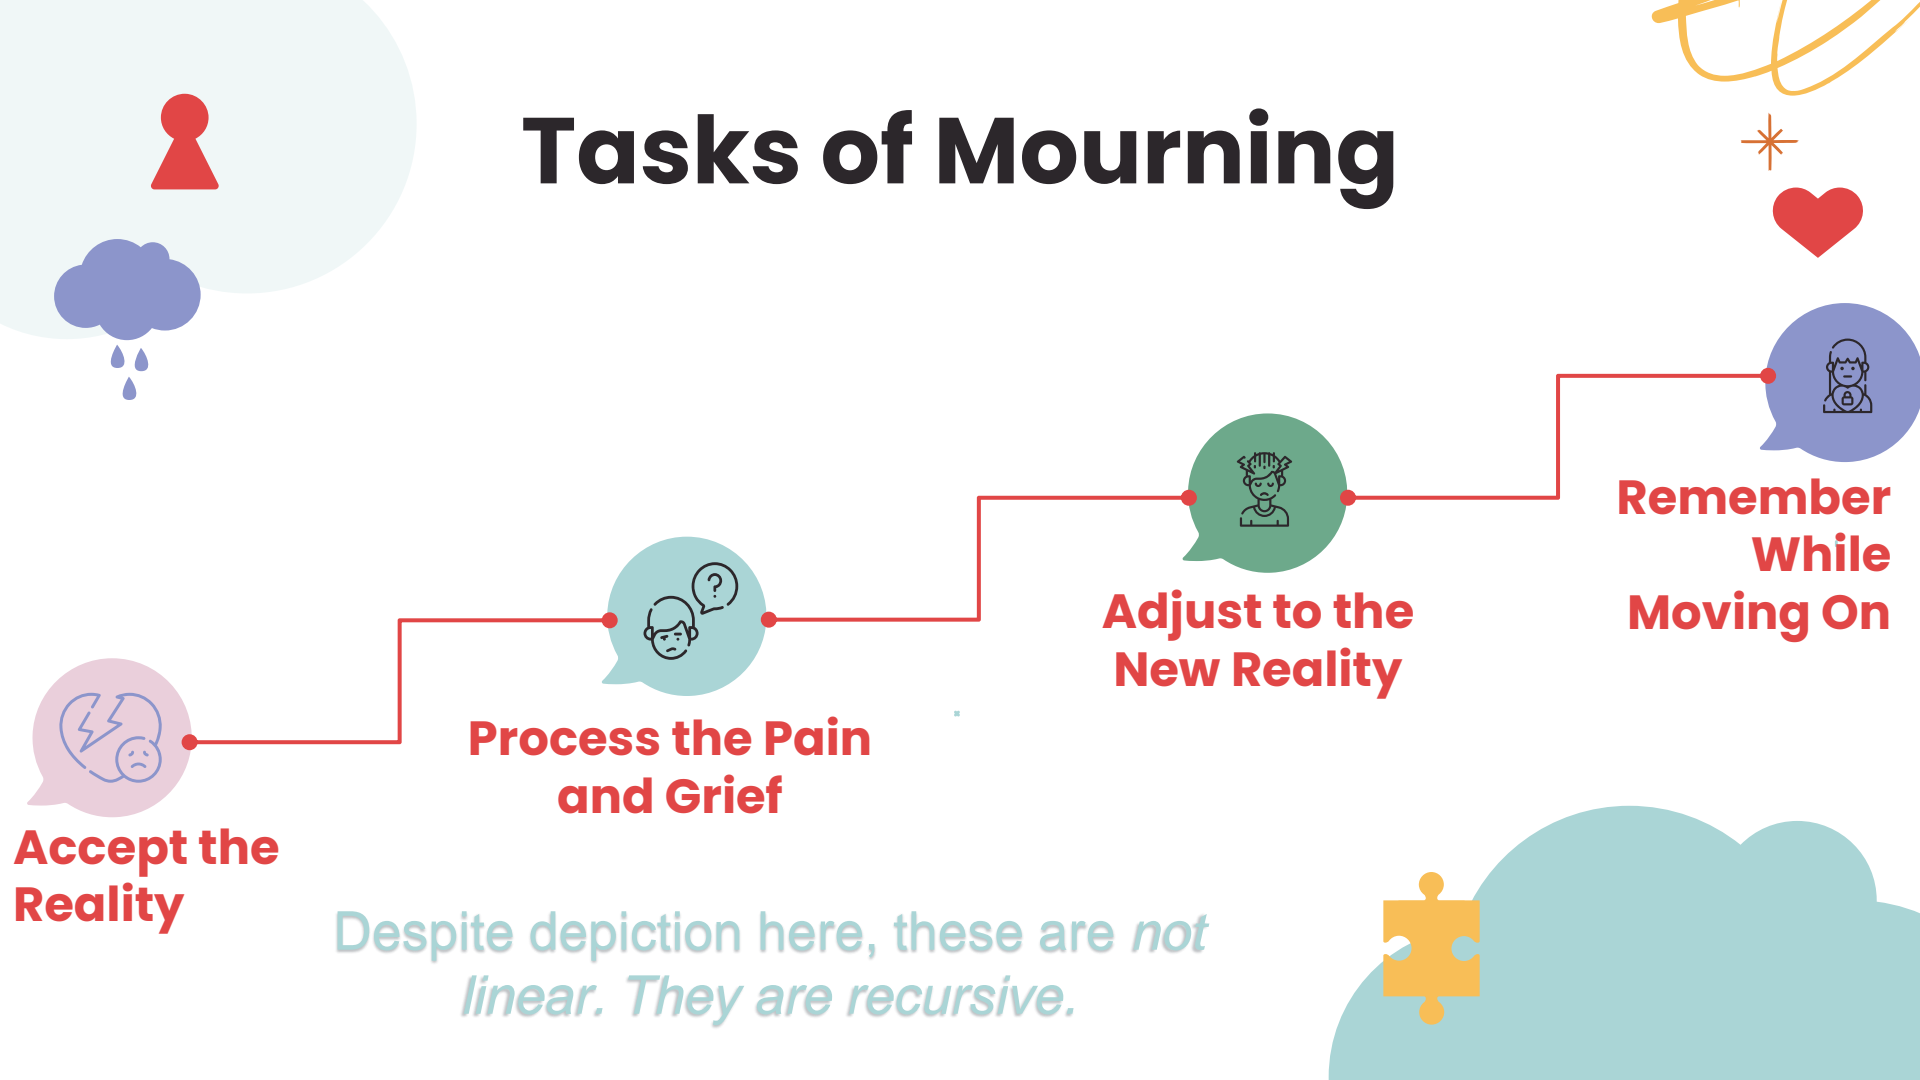 Tasks of Mourning
Accept the
Reality
Process the Pain
and Grief
Adjust to the
New Reality
Remember
While
Moving On
Despite depiction here, these are not
linear. They are recursive.